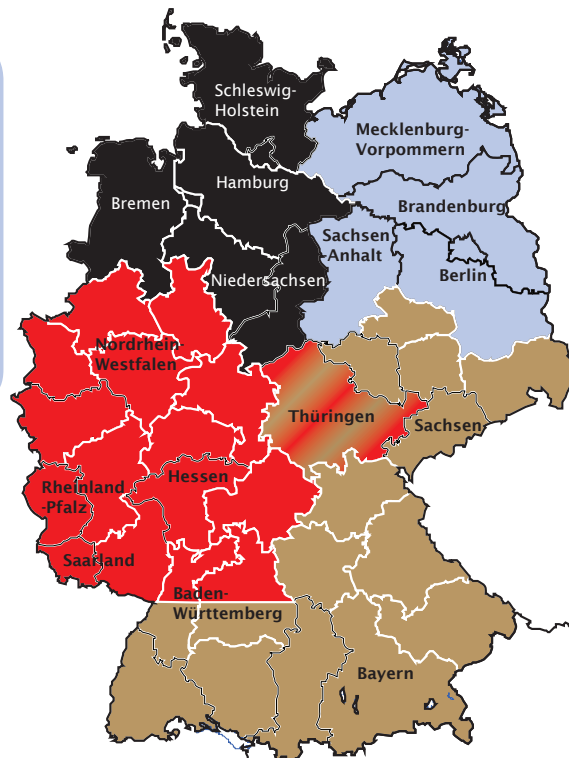 Schleswig-
Holstein
Mecklenburg-
Vorpommern
Hamburg
Bremen
Brandenburg
Sachsen
-Anhalt
Berlin
Niedersachsen
Nordrhein-
Westfalen
Thüringen
Sachsen
Hessen
Rheinland
-Pfalz
Saarland
Baden-
Württemberg
Bayern